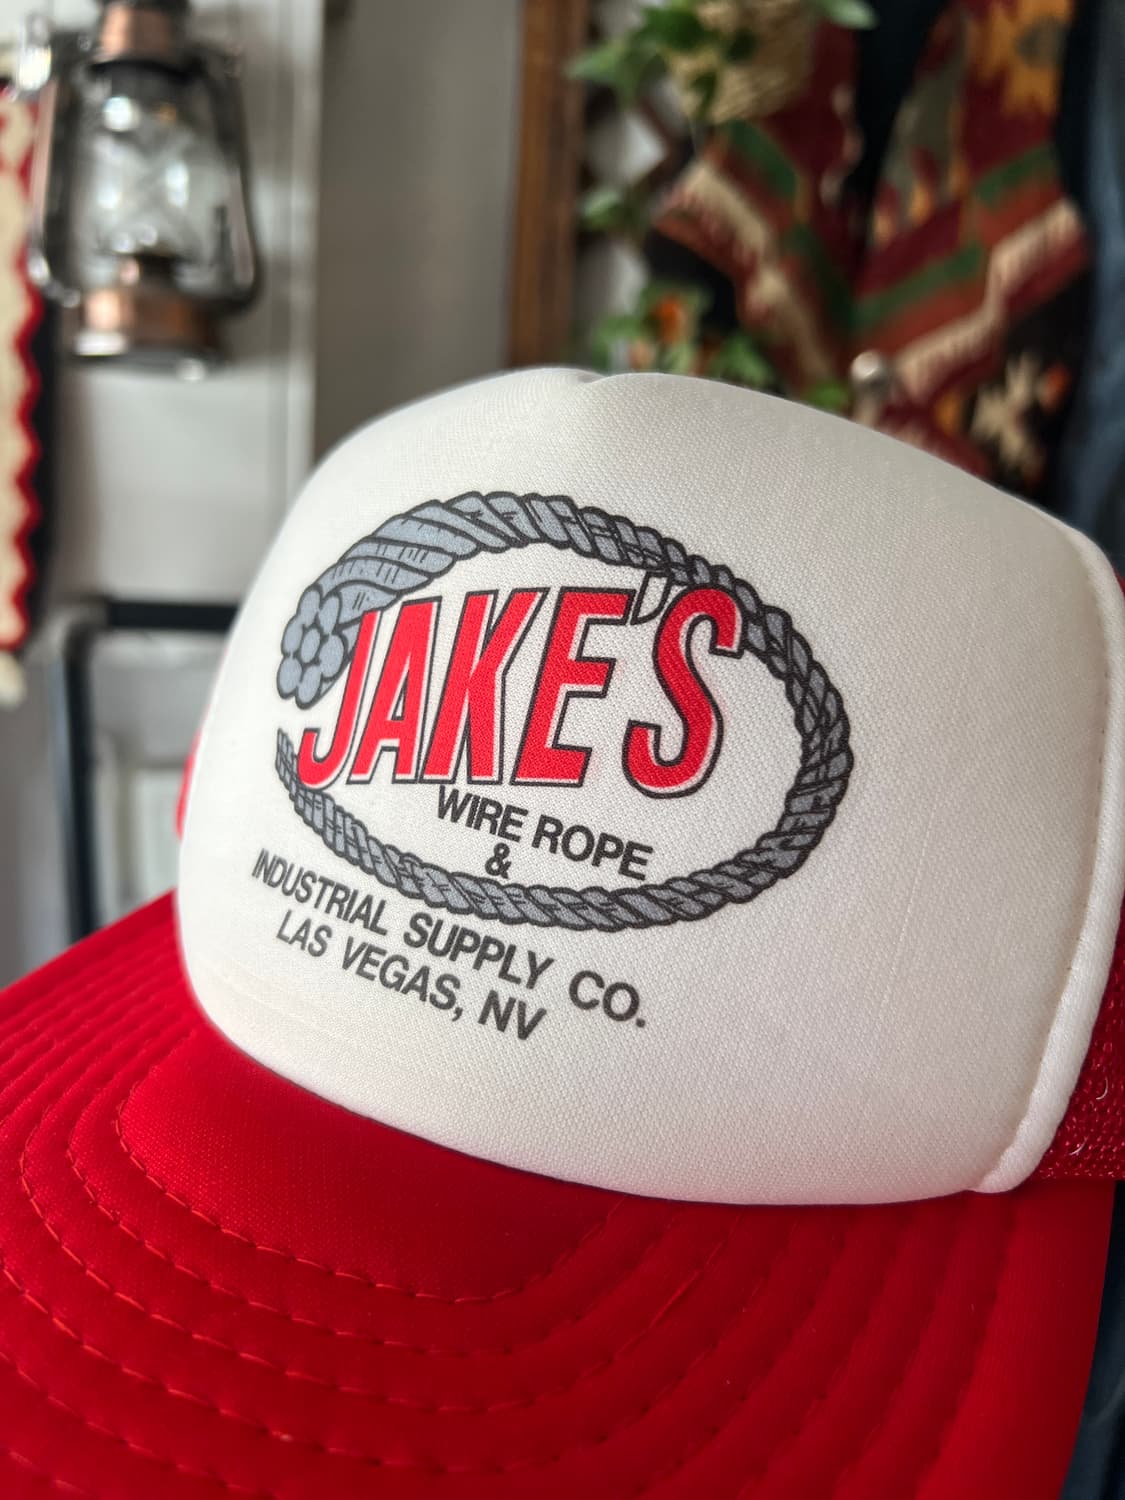 JAKE'S
WIRE ROPE
&
INDUSTRIAL SUPPLY CO.
LAS VEGAS, NV